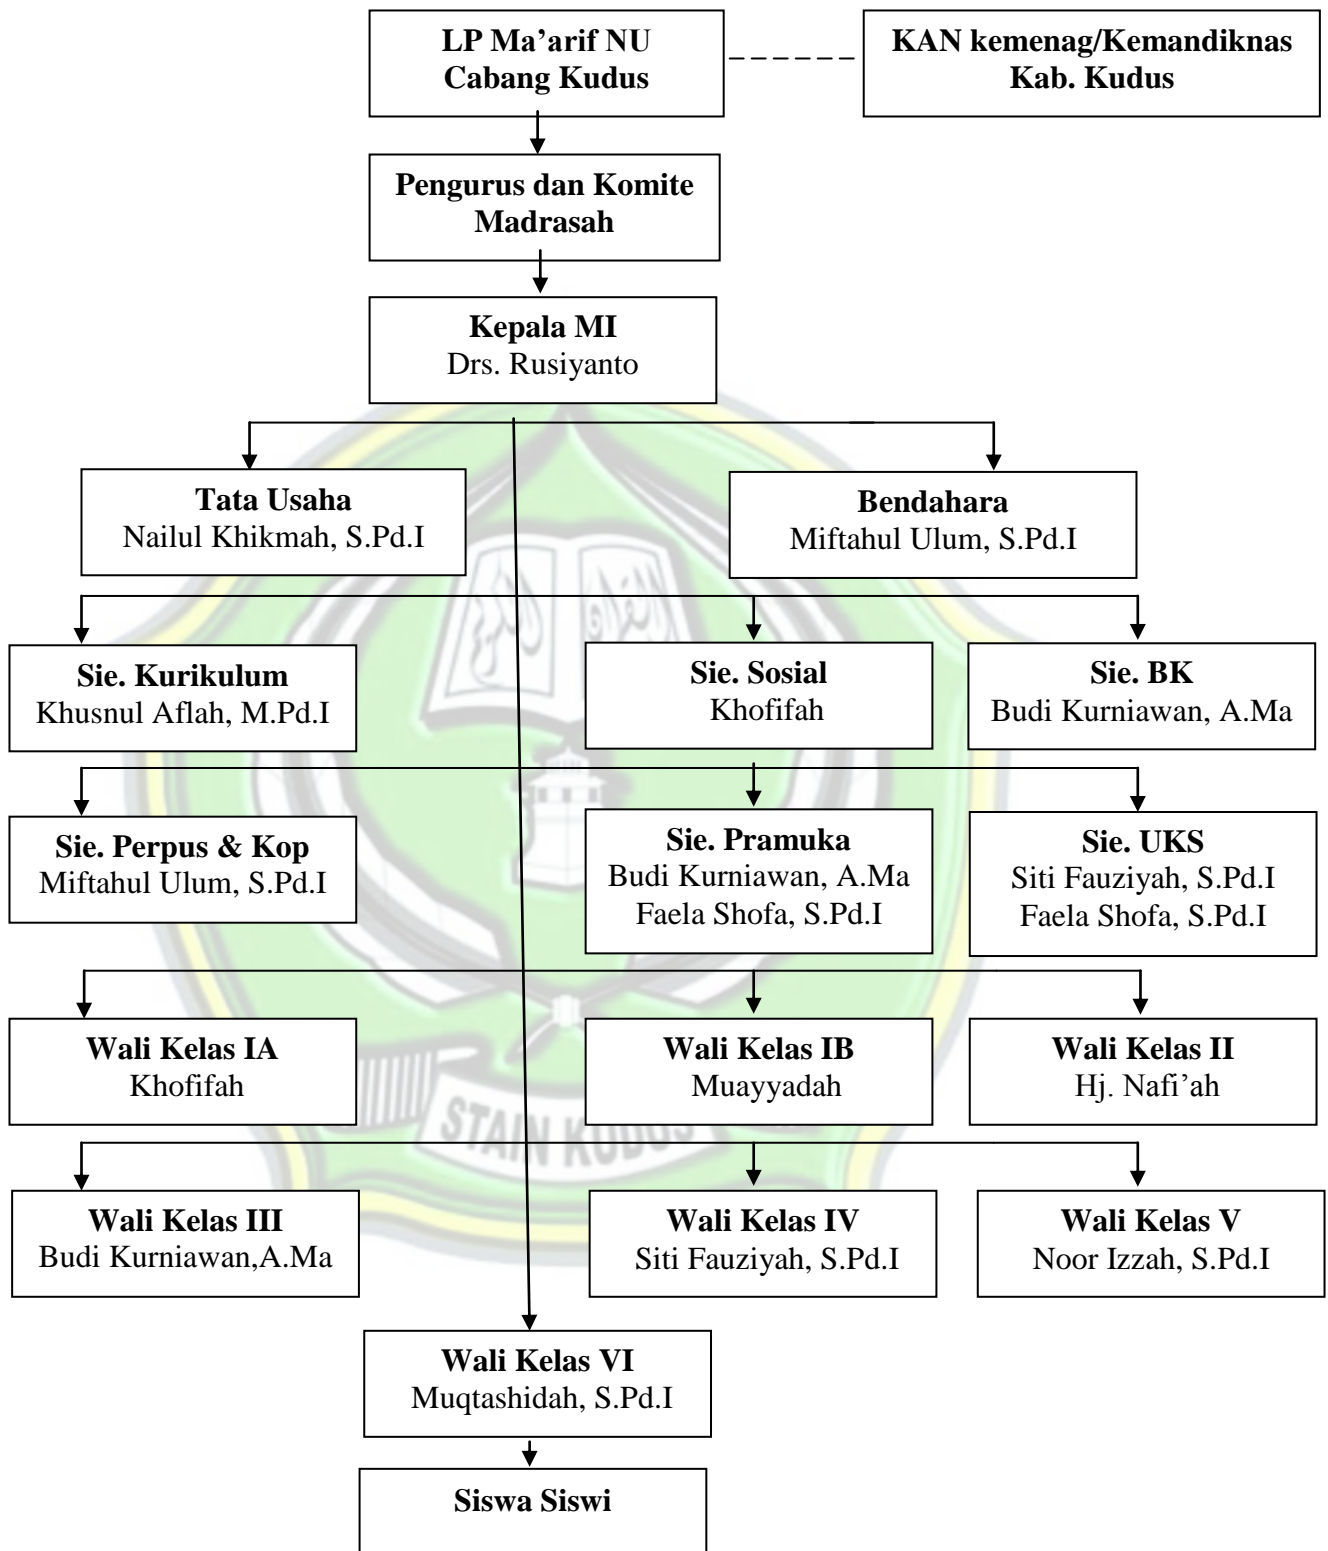 LP Ma’arif NU
Cabang Kudus
KAN kemenag/Kemandiknas
Kab. Kudus
Pengurus dan Komite
Madrasah
Kepala MI
Drs. Rusiyanto
Tata Usaha
Nailul Khikmah, S.Pd.I
Bendahara
Miftahul Ulum, S.Pd.I
Sie. Kurikulum
Khusnul Aflah, M.Pd.I
Sie. Sosial
Khofifah
Sie. BK
Budi Kurniawan, A.Ma
Sie. Perpus & Kop
Miftahul Ulum, S.Pd.I
Sie. Pramuka
Budi Kurniawan, A.Ma
Faela Shofa, S.Pd.I
Sie. UKS
Siti Fauziyah, S.Pd.I
Faela Shofa, S.Pd.I
Wali Kelas IA
Khofifah
Wali Kelas IB
Muayyadah
Wali Kelas II
Hj. Nafi’ah
STAIN KUDUS
Wali Kelas III
Budi Kurniawan,A.Ma
Wali Kelas IV
Siti Fauziyah, S.Pd.I
Wali Kelas V
Noor Izzah, S.Pd.I
Wali Kelas VI
Muqtashidah, S.Pd.I
Siswa Siswi